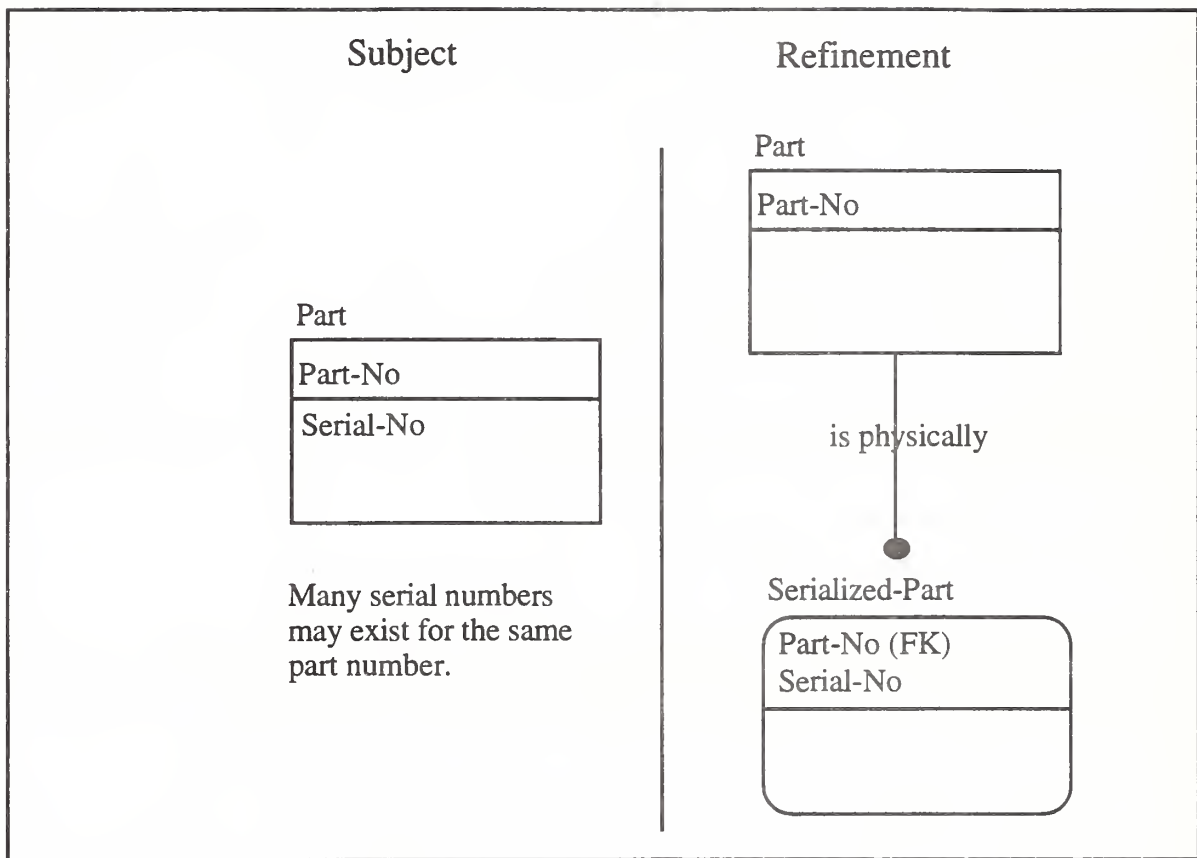 Subject
Refinement
Part
Part-No
Serial-No
Many serial numbers
may exist for the same
part number.
Part
Part-No
is physically
Serialized-Part
Part-No (FK)
Serial-No